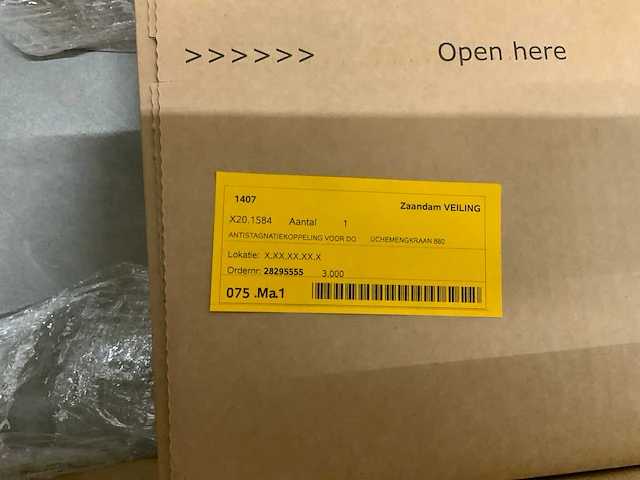 >>>>>> Open here
1407 Zaandam VEILING
X20.1584 Aantal 1
ANTISTAGNATIEKOPPELING VOOR DO UCHEMENGKRAAN 880
Lokatie: X.XX.XX.XX.X
Ordernr: 28295555 3.000
075 .Ma.1